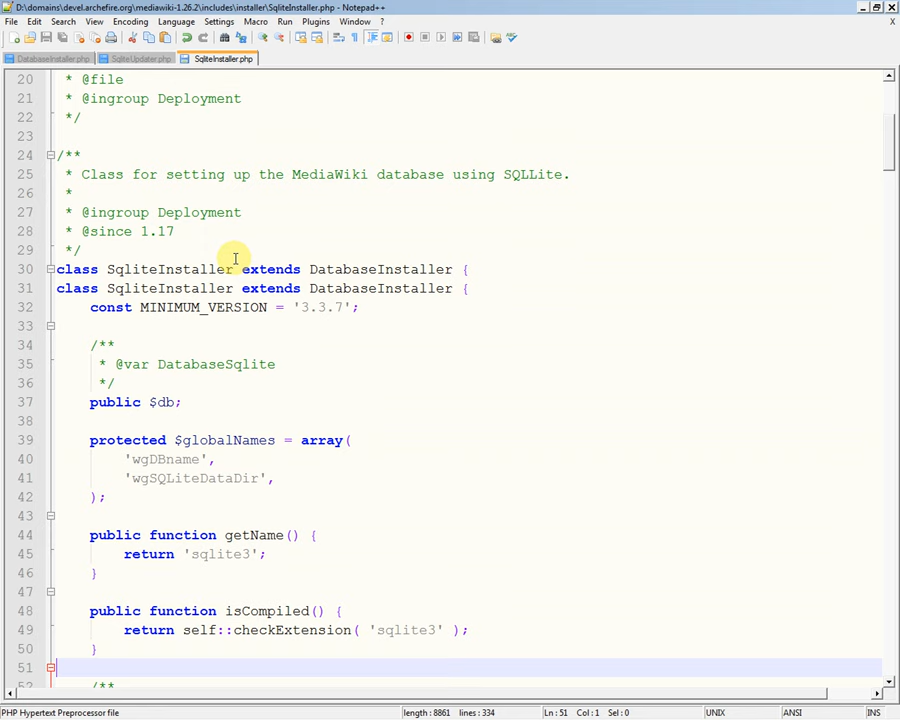 D:\domains\devel.archefire.org\mediawiki-1.26.2\includes\installer\SqliteInstaller.php - Notepad++
File Edit Search View Encoding Language Settings Macro Run Plugins Window ?
X
DatabaseInstaller.php SqliteUpdater.php SqliteInstaller.php
20 * @file
21 * @ingroup Deployment
22 */
23
24 /**
25 * Class for setting up the MediaWiki database using SQLLite.
26 *
27 * @ingroup Deployment
28 * @since 1.17
29 */
30 class SqliteInstaller extends DatabaseInstaller {
31 class SqliteInstaller extends DatabaseInstaller {
32 const MINIMUM_VERSION = '3.3.7';
33
34 /**
35 * @var DatabaseSqlite
36 */
37 public $db;
38
39 protected $globalNames = array(
40 'wgDBname',
41 'wgSQLiteDataDir',
42 );
43
44 public function getName() {
45 return 'sqlite3';
46 }
47
48 public function isCompiled() {
49 return self::checkExtension( 'sqlite3' );
50 }
51
52 /**
PHP Hypertext Preprocessor file length : 8861 lines : 334 Ln : 51 Col : 1 Sel : 0 UNIX ANSI INS